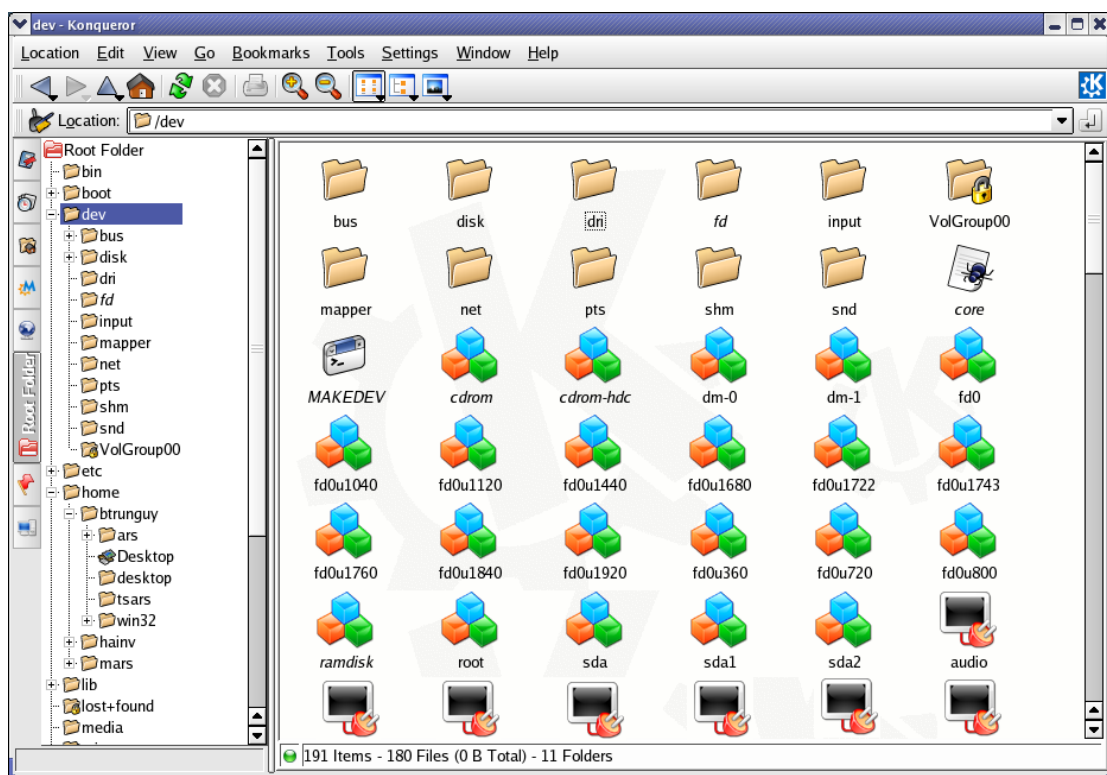 dev - Konqueror
Location Edit View Go Bookmarks Tools Settings Window Help
Location: /dev
Root Folder
Root Folder
bin
boot
dev
bus
disk
dri
fd
input
mapper
net
pts
shm
snd
VolGroup00
etc
home
btrunguy
ars
Desktop
desktop
tsars
win32
hainv
mars
lib
lost+found
media
bus disk dri fd input VolGroup00
mapper net pts shm snd core
MAKEDEV cdrom cdrom-hdc dm-0 dm-1 fd0
fd0u1040 fd0u1120 fd0u1440 fd0u1680 fd0u1722 fd0u1743
fd0u1760 fd0u1840 fd0u1920 fd0u360 fd0u720 fd0u800
ramdisk root sda sda1 sda2 audio
191 Items - 180 Files (0 B Total) - 11 Folders